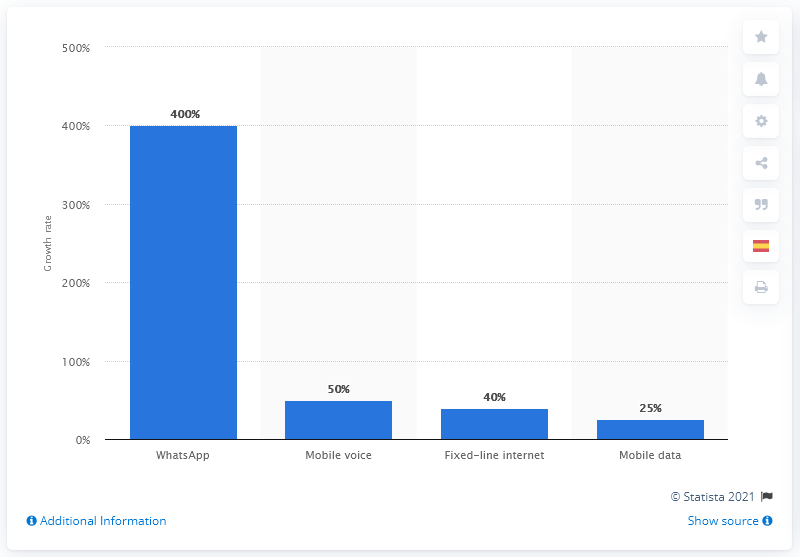 500%
400%
300%
200%
100%
0%
Growth rate
400%
50%
40%
25%
WhatsApp
Mobile voice
Fixed-line internet
Mobile data
© Statista 2021
Additional Information
Show source